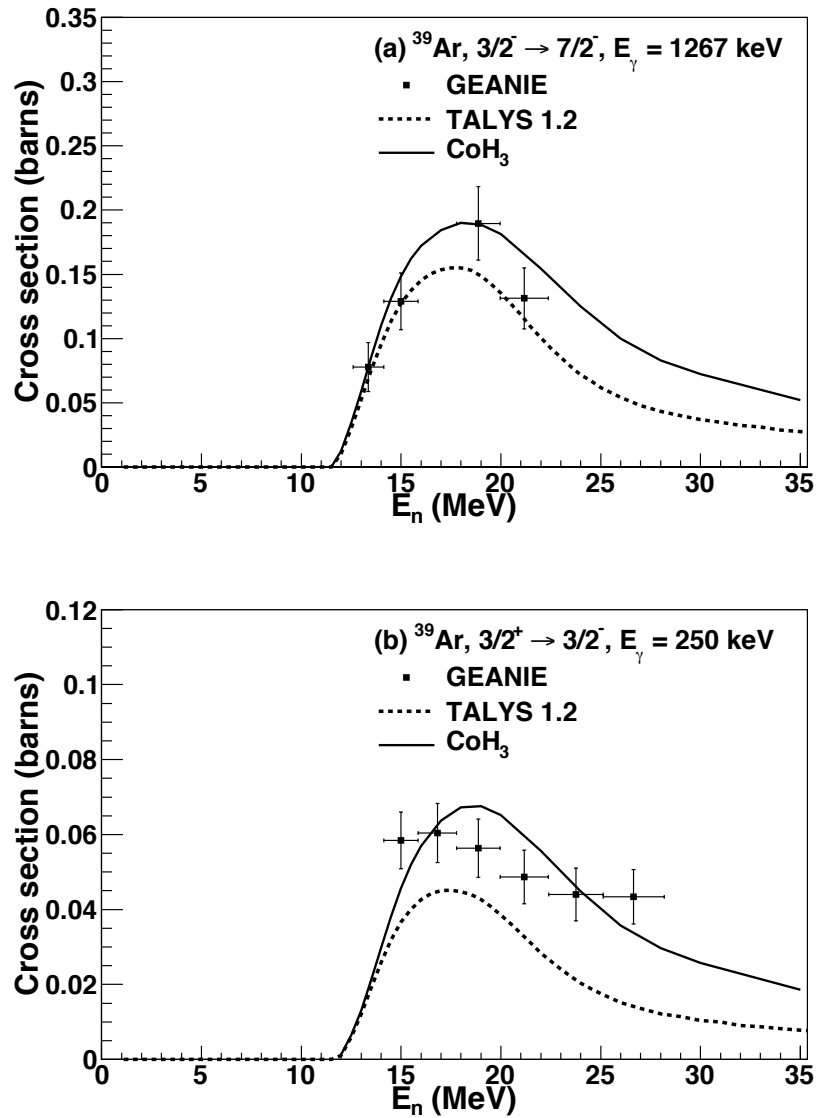 (a) ³⁹Ar, 3/2⁻ → 7/2⁻, E_γ = 1267 keV
GEANIE
TALYS 1.2
CoH₃
Cross section (barns)
0.35
0.3
0.25
0.2
0.15
0.1
0.05
0
0 5 10 15 20 25 30 35
E_n (MeV)
(b) ³⁹Ar, 3/2⁺ → 3/2⁻, E_γ = 250 keV
GEANIE
TALYS 1.2
CoH₃
Cross section (barns)
0.12
0.1
0.08
0.06
0.04
0.02
0
0 5 10 15 20 25 30 35
E_n (MeV)